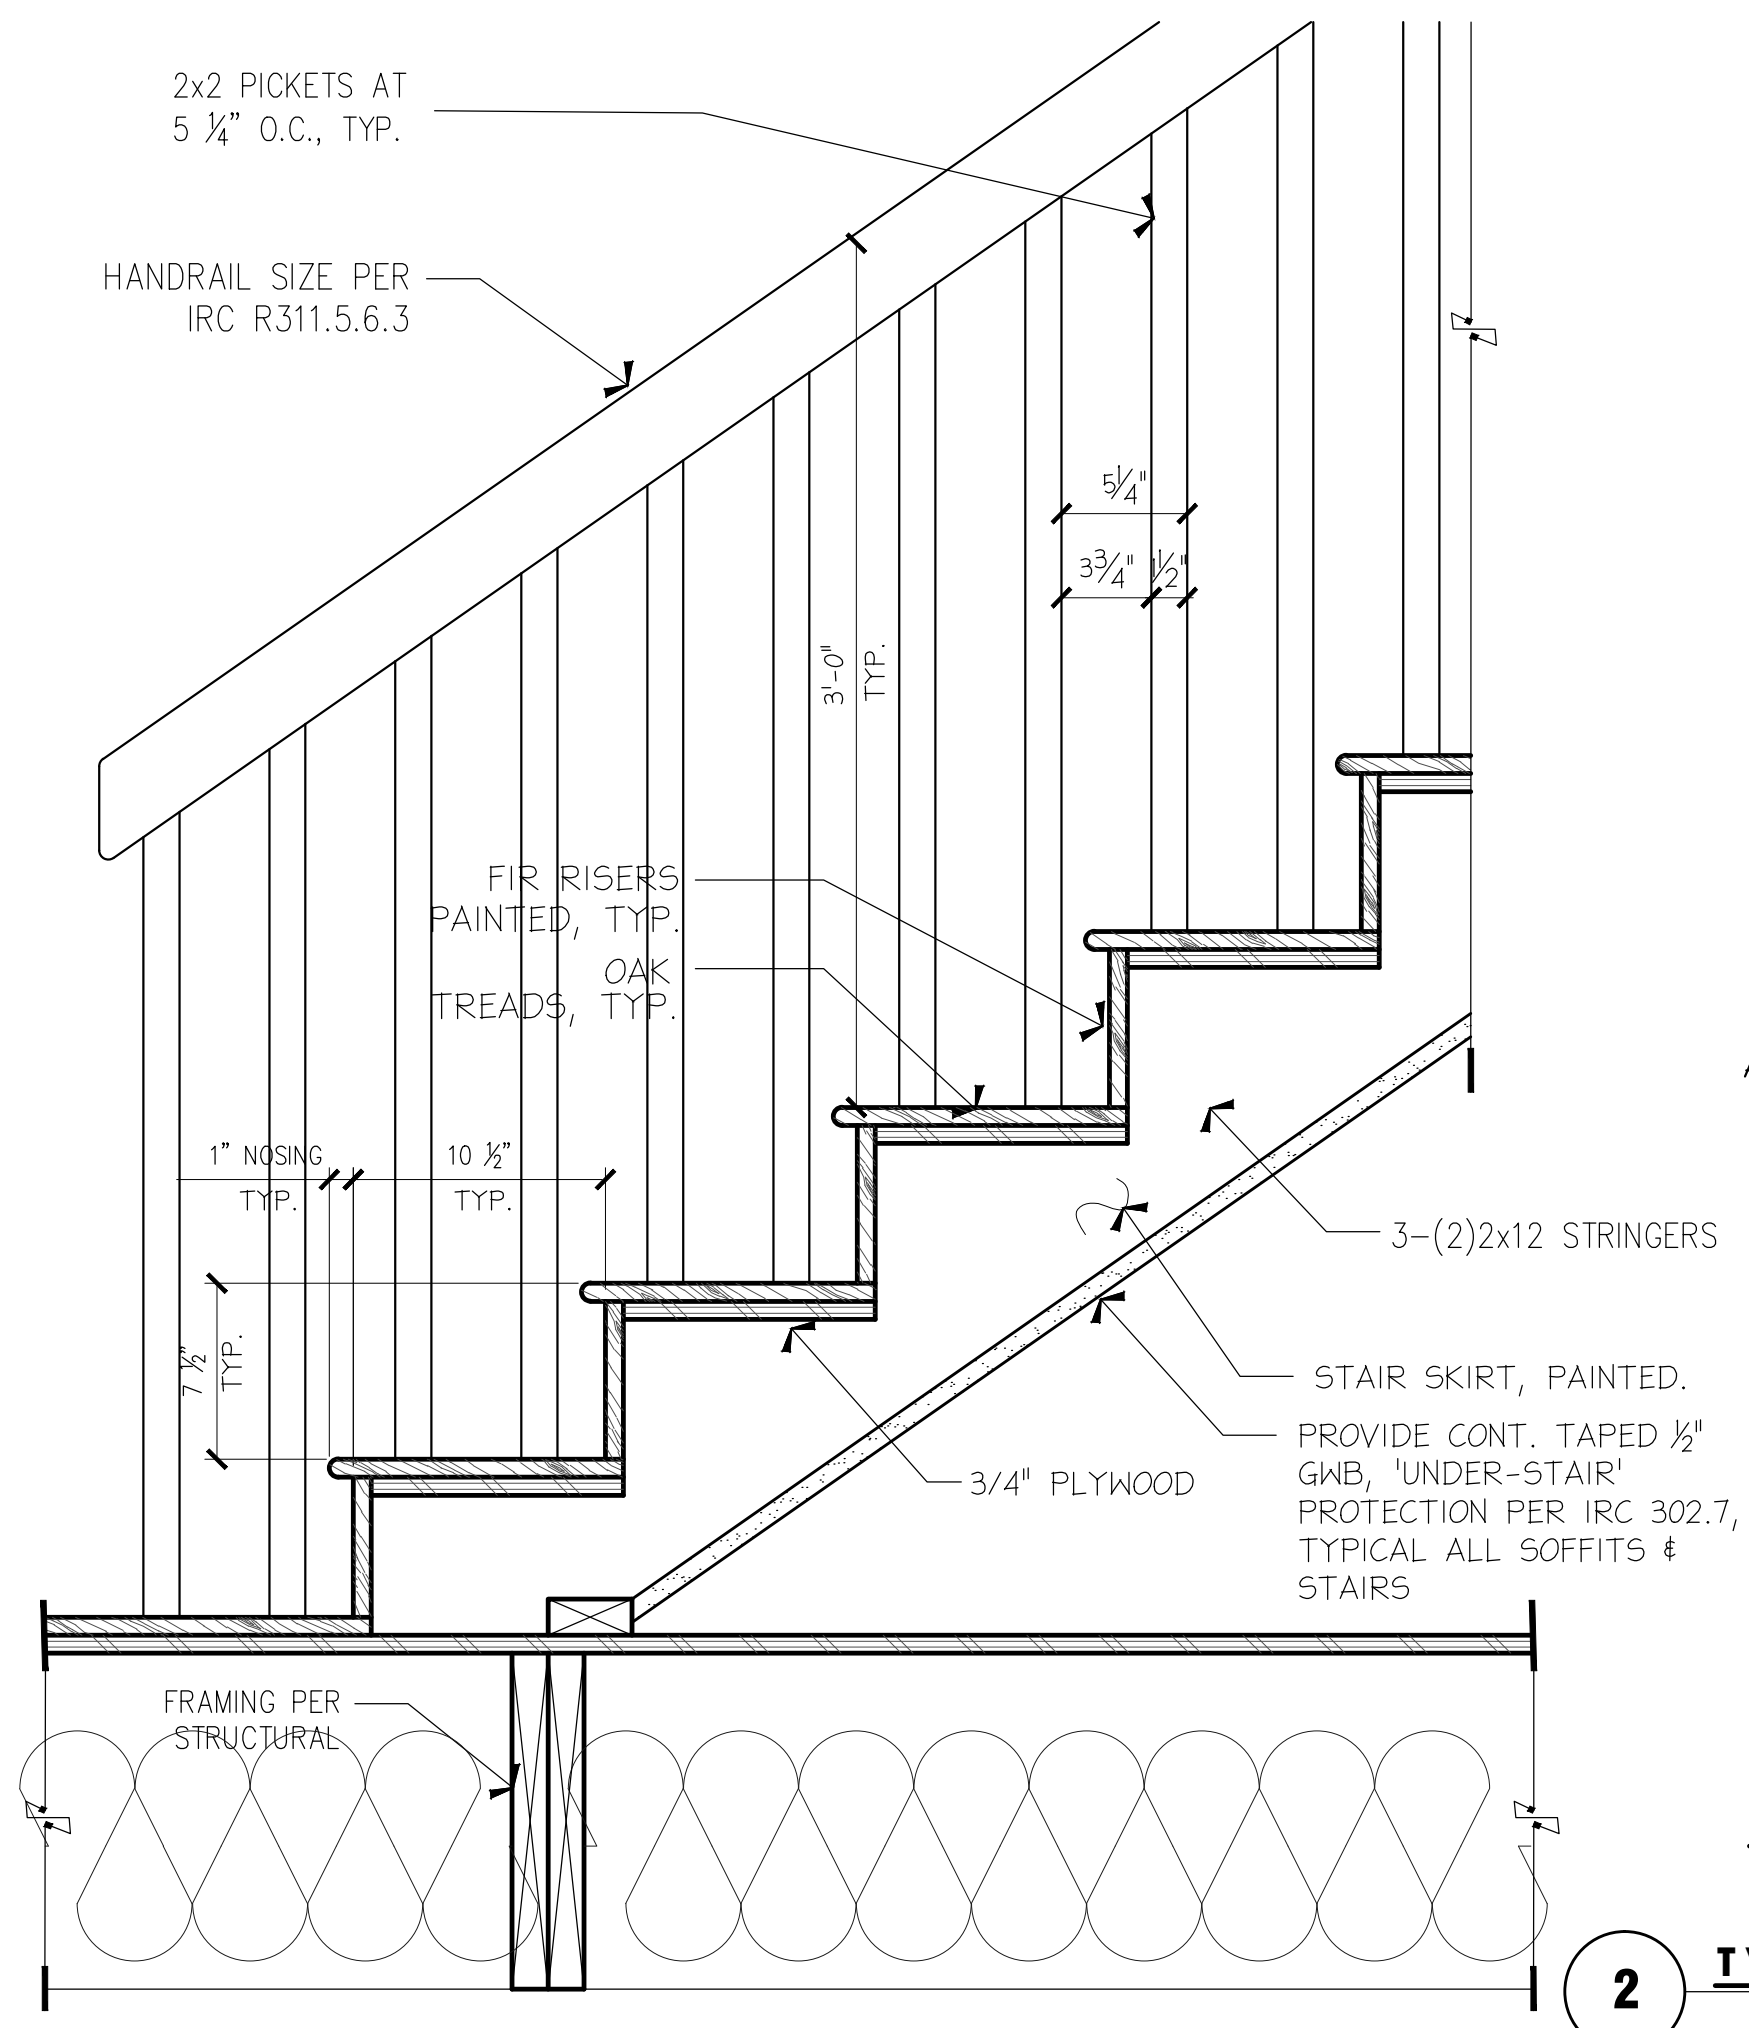 2x2 PICKETS AT
5 ¼” O.C., TYP.
HANDRAIL SIZE PER
IRC R311.5.6.3
5¼"
3¾" 1½"
3'-0"
TYP.
FIR RISERS
PAINTED, TYP.
OAK
TREADS, TYP.
1” NOSING
TYP.
10 ½”
TYP.
7 ½”
TYP.
3-(2)2x12 STRINGERS
STAIR SKIRT, PAINTED.
PROVIDE CONT. TAPED ½"
GWB, 'UNDER-STAIR'
PROTECTION PER IRC 302.7,
TYPICAL ALL SOFFITS &
STAIRS
3/4" PLYWOOD
FRAMING PER
STRUCTURAL
2